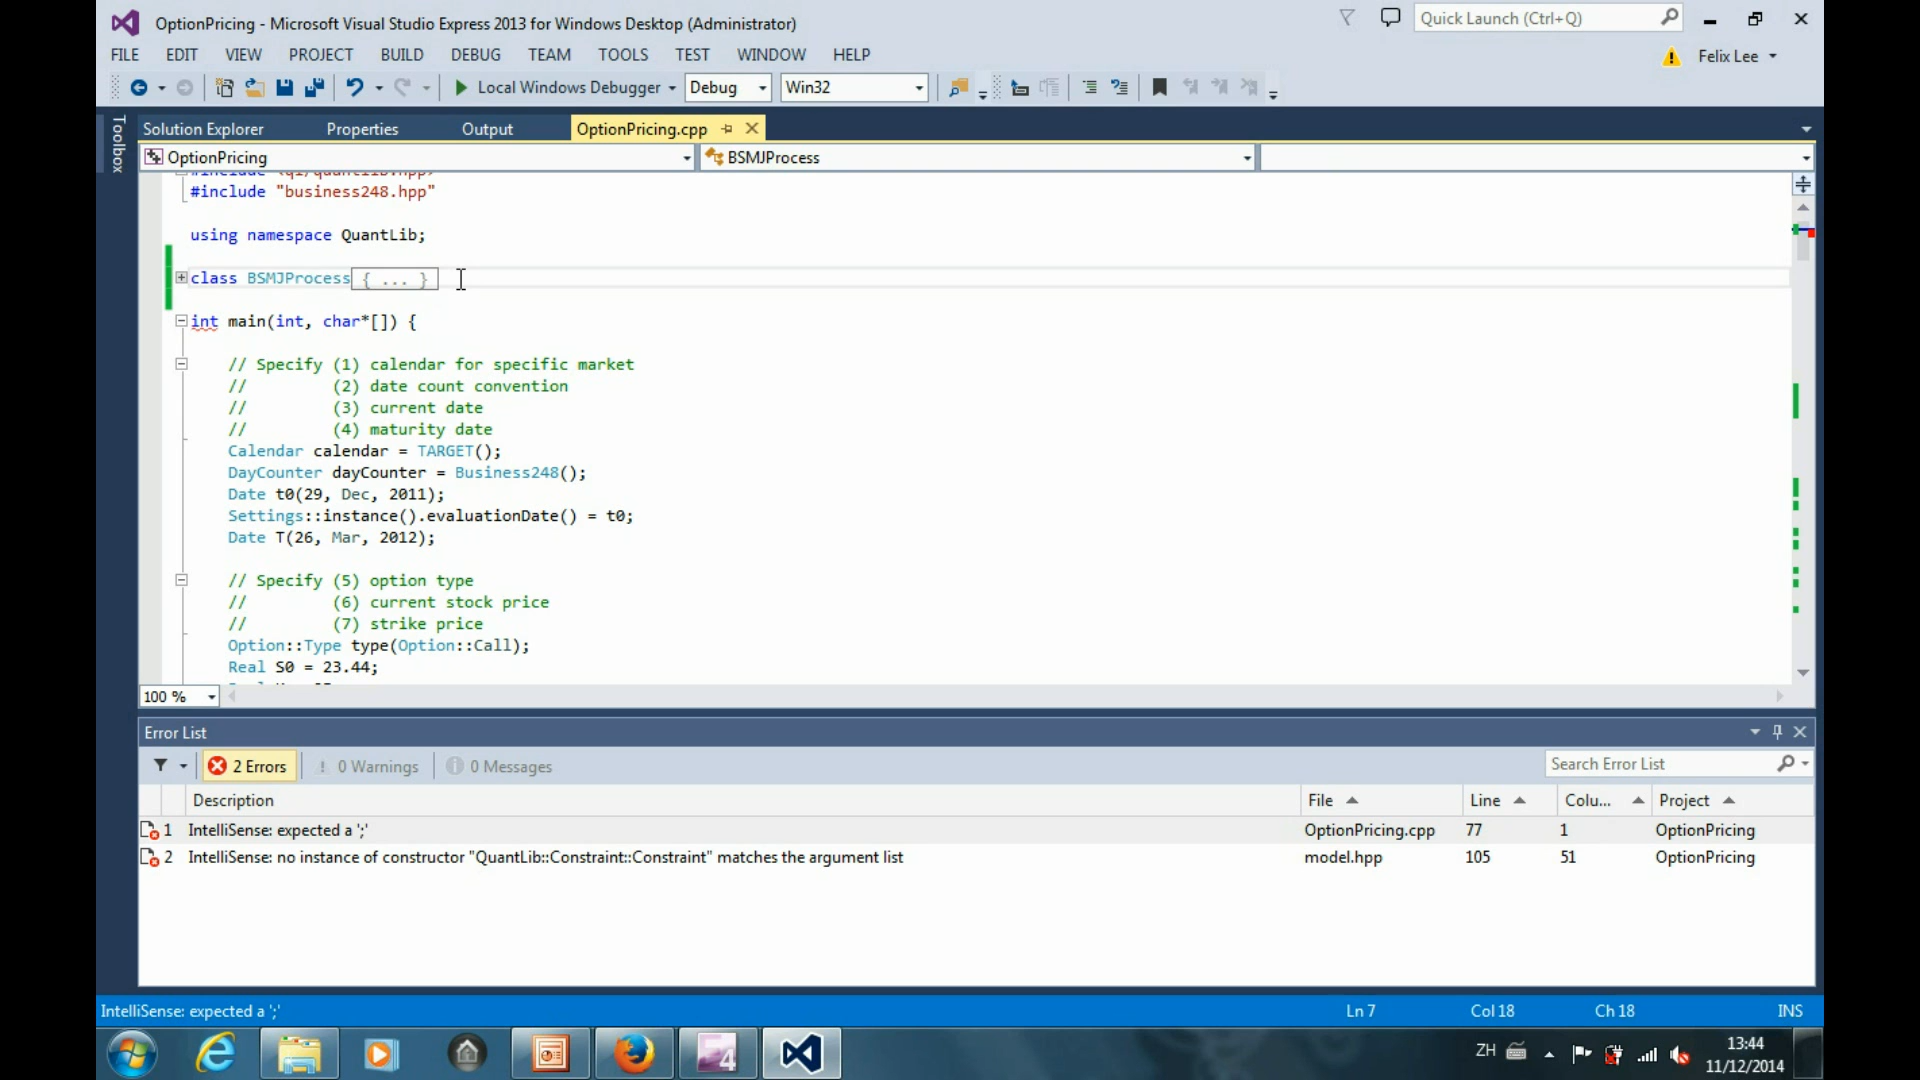 OptionPricing - Microsoft Visual Studio Express 2013 for Windows Desktop (Administrator)
Quick Launch (Ctrl+Q)
FILE EDIT VIEW PROJECT BUILD DEBUG TEAM TOOLS TEST WINDOW HELP
Felix Lee
Local Windows Debugger Debug Win32
Toolbox
Solution Explorer Properties Output OptionPricing.cpp
OptionPricing BSMJProcess
#include "business248.hpp"
using namespace QuantLib;
class BSMJProcess { ... }
int main(int, char*[]) {
// Specify (1) calendar for specific market
// (2) date count convention
// (3) current date
// (4) maturity date
Calendar calendar = TARGET();
DayCounter dayCounter = Business248();
Date t0(29, Dec, 2011);
Settings::instance().evaluationDate() = t0;
Date T(26, Mar, 2012);
// Specify (5) option type
// (6) current stock price
// (7) strike price
Option::Type type(Option::Call);
Real S0 = 23.44;
100 %
Error List
2 Errors 0 Warnings 0 Messages
Search Error List
Description File Line Colu... Project
1 IntelliSense: expected a ';' OptionPricing.cpp 77 1 OptionPricing
2 IntelliSense: no instance of constructor "QuantLib::Constraint::Constraint" matches the argument list model.hpp 105 51 OptionPricing
IntelliSense: expected a ';' Ln 7 Col 18 Ch 18 INS
4
ZH
13:44
11/12/2014